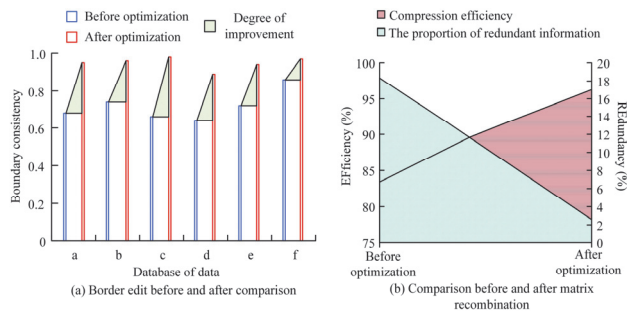 Before optimization
After optimization
Degree of
improvement
Boundary consistency
1.0
0.8
0.6
0.4
0.2
0
a b c d e f
Database of data
(a) Border edit before and after comparison
Compression efficiency
The proportion of redundant information
EFficiency (%)
100
95
90
85
80
75
REdundancy (%)
20
18
16
14
12
10
8
6
4
2
0
Before
optimization
After
optimization
(b) Comparison before and after matrix
recombination